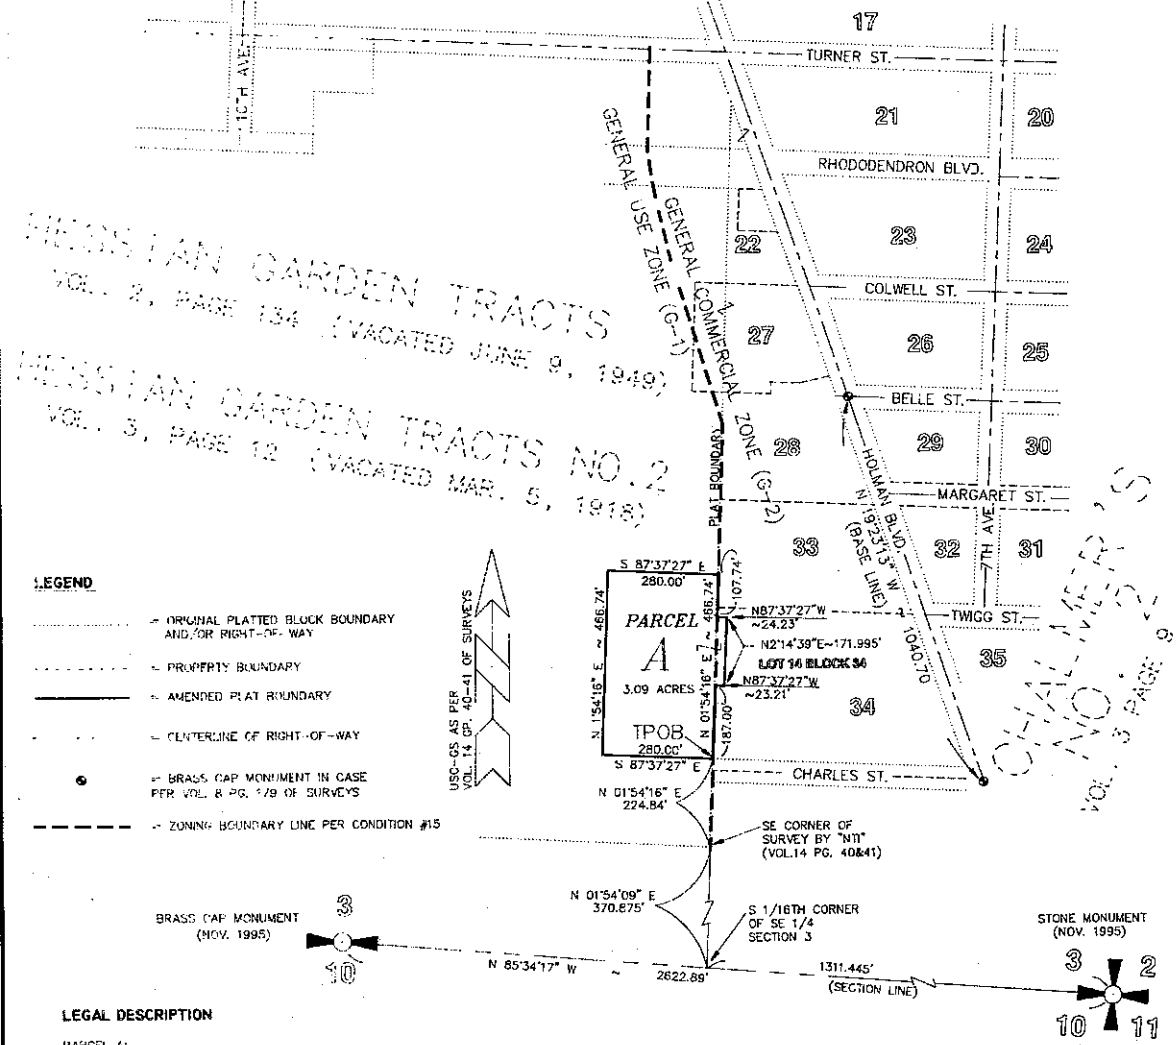 17
TURNER ST.
10TH AVE.
21
20
RHODODENDRON BLVD.
GENERAL USE ZONE (G-1)
GENERAL COMMERCIAL ZONE (G-2)
22
23
24
COLWELL ST.
HESSIAN GARDEN TRACTS
VOL. 2, PAGE 134 (VACATED JUNE 9, 1949)
27
26
25
BELLE ST.
HESSIAN GARDEN TRACTS NO.2
VOL. 3, PAGE 12 (VACATED MAR. 5, 1918)
PLAT BOUNDARY
28
29
30
HOLMAN BLVD.
N 19°23'13" W
(BASE LINE)
1040.70
MARGARET ST.
7TH AVE.
33
32
31
TWIGG ST.
35
34
CHARLES ST.
CHALMER'S
NO. 2
VOL. 3 PAGE 9
S 87°37'27" E
280.00'
N 1°54'16" E ~ 466.74'
PARCEL
A
3.09 ACRES
TPOB
280.00'
S 87°37'27" E
N 01°54'16" E ~ 466.74'
107.74'
N87°37'27"W
~24.23'
N2°14'39"E~171.995'
LOT 14 BLOCK 34
N87°37'27"W
~23.21'
187.00'
LEGEND
= ORIGINAL PLATTED BLOCK BOUNDARY
AND/OR RIGHT-OF-WAY
= PROPERTY BOUNDARY
= AMENDED PLAT BOUNDARY
= CENTERLINE OF RIGHT-OF-WAY
= BRASS CAP MONUMENT IN CASE
PER VOL. 8 PG. 179 OF SURVEYS
= ZONING BOUNDARY LINE PER CONDITION #15
USC-GS AS PER
VOL. 14 GP. 40-41 OF SURVEYS
N 01°54'16" E
224.84'
SE CORNER OF
SURVEY BY "NTI"
(VOL.14 PG. 40&41)
N 01°54'09" E
370.875'
S 1/16TH CORNER
OF SE 1/4
SECTION 3
BRASS CAP MONUMENT
(NOV. 1995)
3
10
N 85°34'17" W ~ 2622.89'
1311.445'
(SECTION LINE)
STONE MONUMENT
(NOV. 1995)
3
2
10
11
LEGAL DESCRIPTION